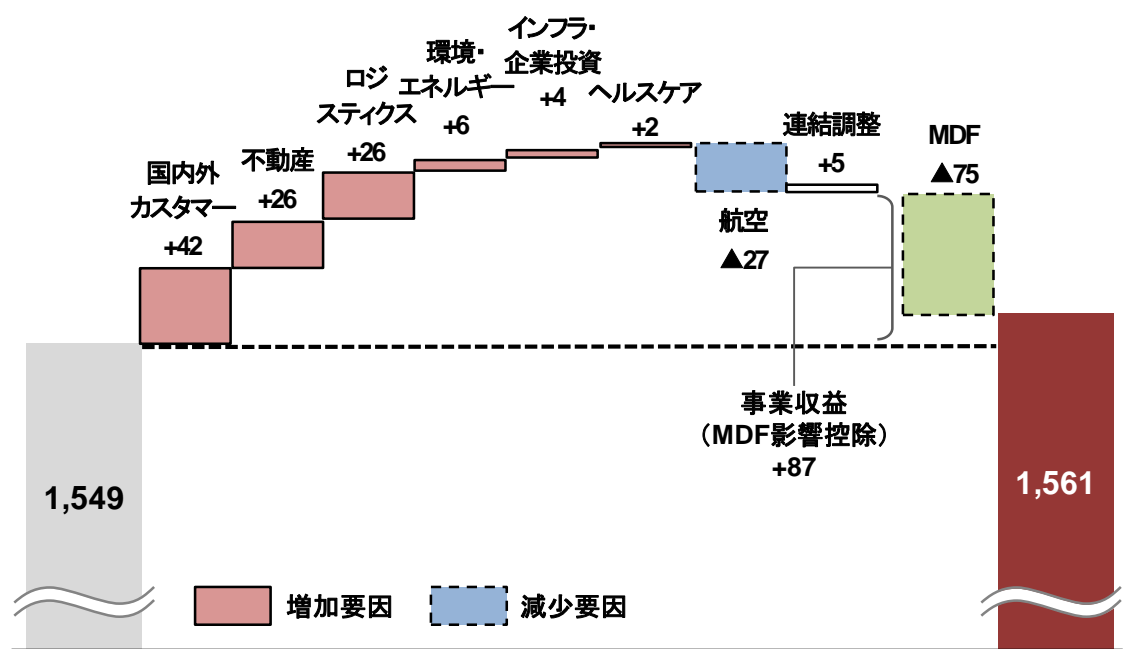 国内外
カスタマー
+42
不動産
+26
ロジ
スティクス
+26
環境・
エネルギー
+6
インフラ・
企業投資
+4
ヘルスケア
+2
航空
▲27
連結調整
+5
MDF
▲75
事業収益
（MDF影響控除）
+87
1,549
1,561
増加要因
減少要因